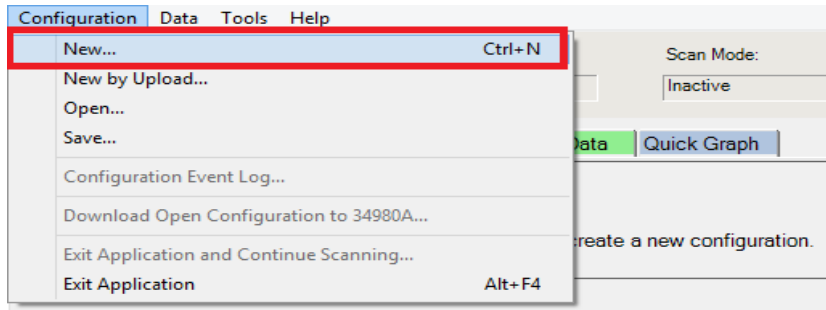 Configuration Data Tools Help
New... Ctrl+N
Scan Mode:
New by Upload...
Inactive
Open...
Save...
Data Quick Graph
Configuration Event Log...
Download Open Configuration to 34980A...
create a new configuration.
Exit Application and Continue Scanning...
Exit Application Alt+F4